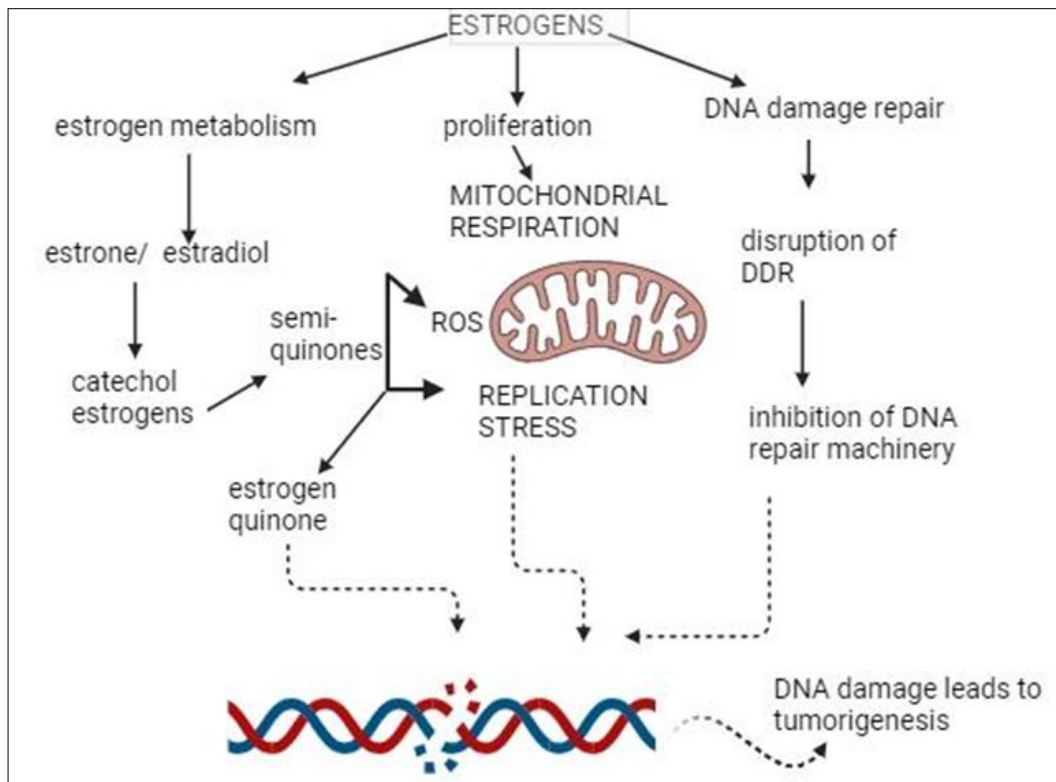 ESTROGENS
estrogen metabolism
proliferation
DNA damage repair
MITOCHONDRIAL
RESPIRATION
estrone/ estradiol
disruption of
DDR
semi-
quinones
ROS
catechol
estrogens
REPLICATION
STRESS
inhibition of DNA
repair machinery
estrogen
quinone
DNA damage leads to
tumorigenesis